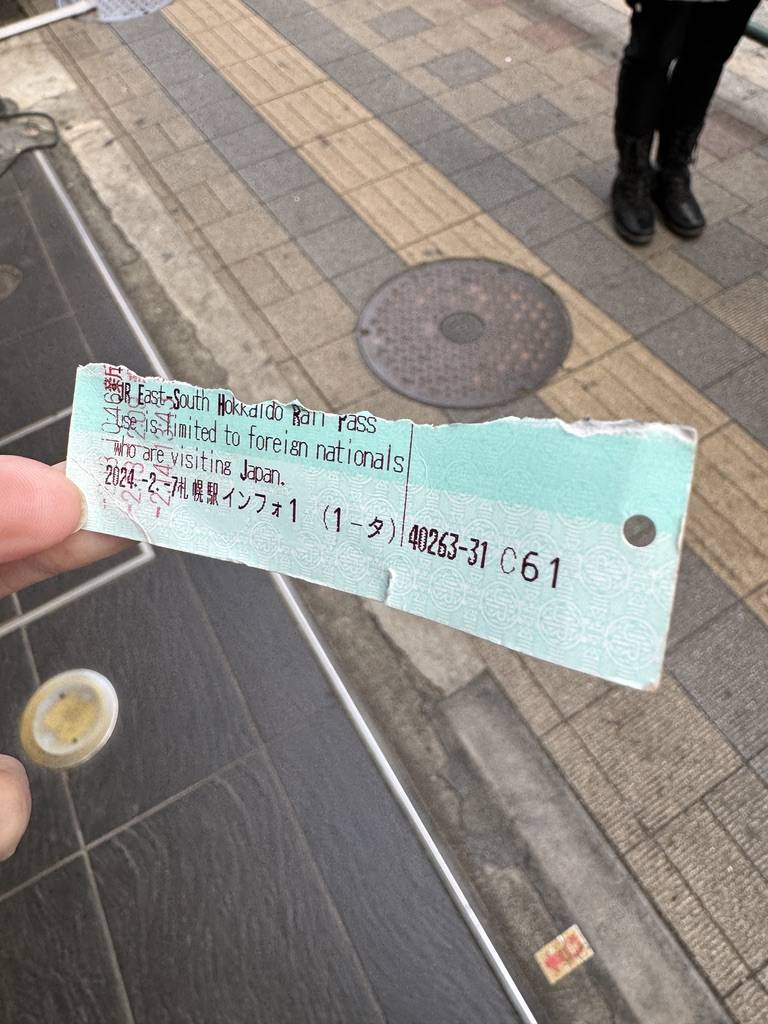 JR East-South Hokkaido Rail Pass
Use is limited to foreign nationals
who are visiting Japan.
2024.-2.-7札幌駅インフォ1 (1-タ) 40263-31 C61